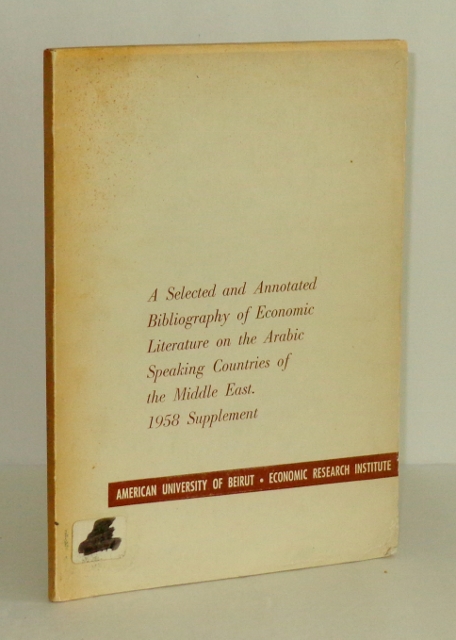 A Selected and Annotated
Bibliography of Economic
Literature on the Arabic
Speaking Countries of
the Middle East.
1958 Supplement
AMERICAN UNIVERSITY OF BEIRUT • ECONOMIC RESEARCH INSTITUTE